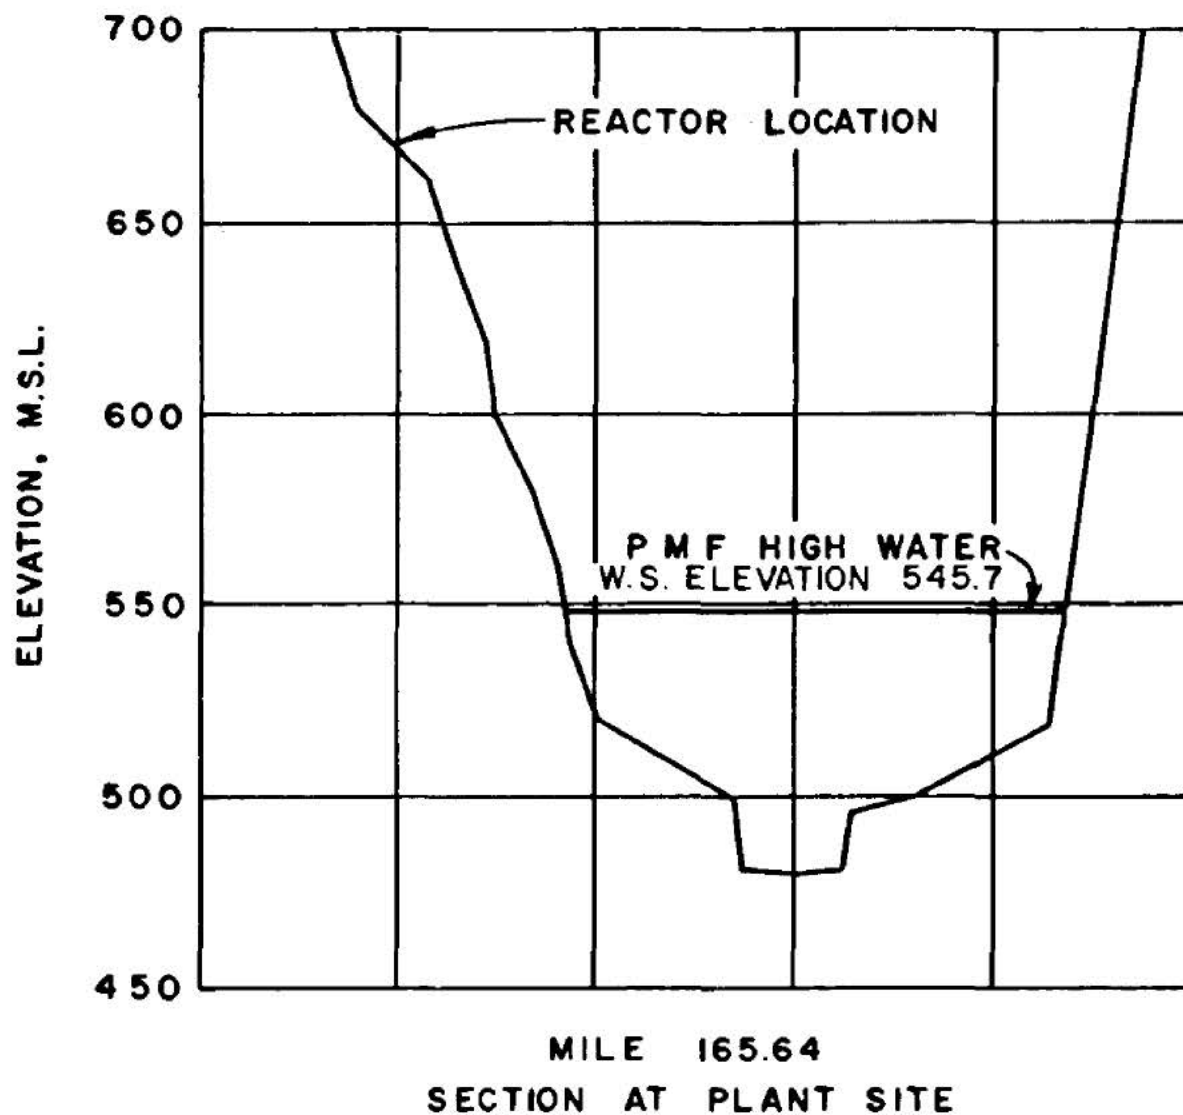 700
REACTOR LOCATION
650
600
P M F HIGH WATER
W.S. ELEVATION 545.7
550
500
450
ELEVATION, M.S.L.
MILE 165.64
SECTION AT PLANT SITE